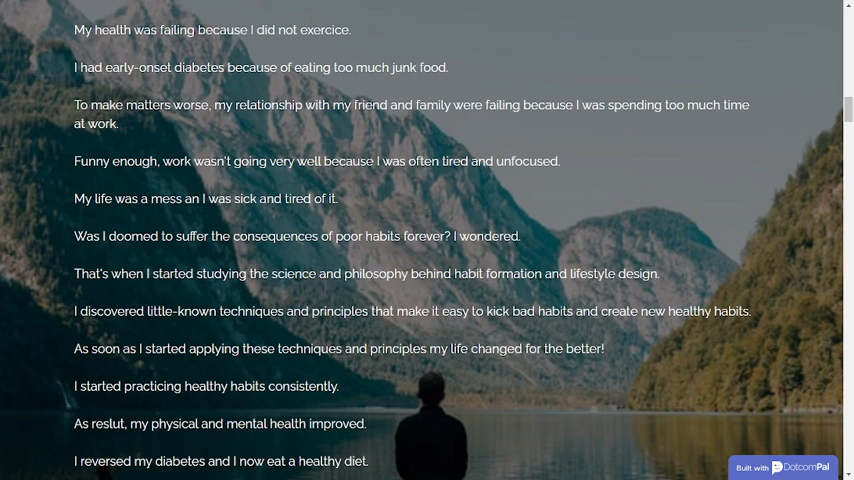 My health was failing because I did not exercice.
I had early-onset diabetes because of eating too much junk food.
To make matters worse, my relationship with my friend and family were failing because I was spending too much time
at work.
Funny enough, work wasn't going very well because I was often tired and unfocused.
My life was a mess an I was sick and tired of it.
Was I doomed to suffer the consequences of poor habits forever? I wondered.
That's when I started studying the science and philosophy behind habit formation and lifestyle design.
I discovered little-known techniques and principles that make it easy to kick bad habits and create new healthy habits.
As soon as I started applying these techniques and principles my life changed for the better!
I started practicing healthy habits consistently.
As reslut, my physical and mental health improved.
I reversed my diabetes and I now eat a healthy diet.
Built with DotcomPal